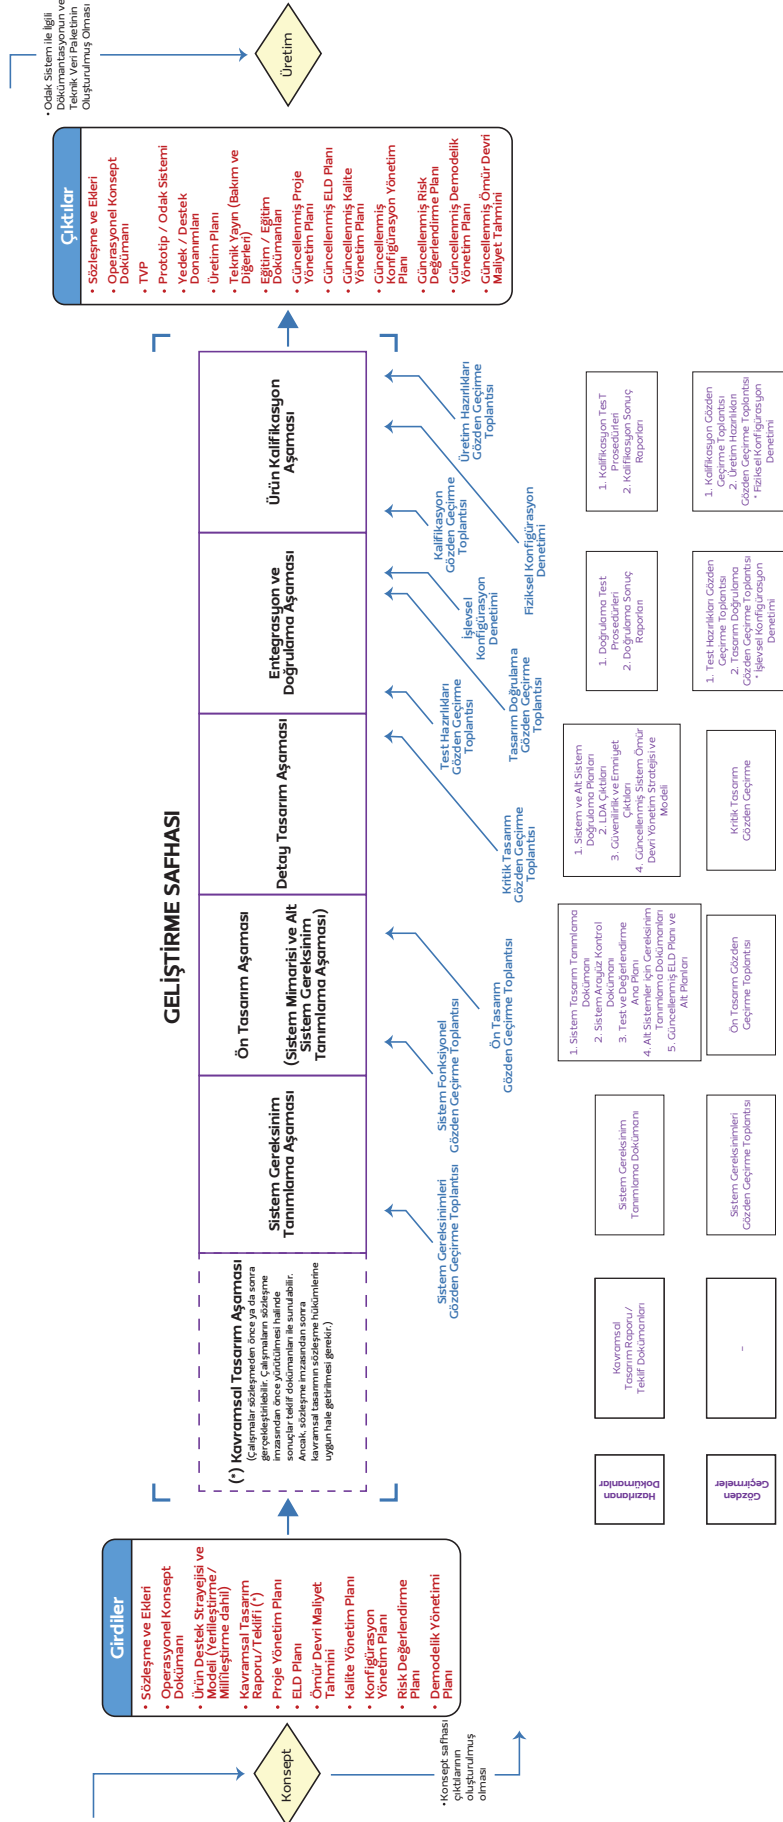 GELİŞTİRME SAFHASI
Konsept
• Konsept safhası
çıktılarının
oluşturulmuş
olması
Girdiler
• Sözleşme ve Ekleri
• Operasyonel Konsept
Dokümanı
• Ürün Destek Strayejisi ve
Modeli (Yerlileştirme/
Millîleştirme dahil)
• Kavramsal Tasarım
Raporu/Teklifi (*)
• Proje Yönetim Planı
• ELD Planı
• Ömür Devri Maliyet
Tahmini
• Kalite Yönetim Planı
• Konfigürasyon
Yönetim Planı
• Risk Değerlendirme
Planı
• Demodelik Yönetimi
Planı
(*) Kavramsal Tasarım Aşaması
(Çalışmalar sözleşmeden önce ya da sonra
gerçekleştirilebilir. Çalışmaların sözleşme
imzasından önce yürütülmesi halinde
sonuçlar teklif dokümanları ile sunulabilir.
Ancak, sözleşme imzasından sonra
kavramsal tasarımın sözleşme hükümlerine
uygun hale getirilmesi gerekir.)
Sistem Gereksinim
Tanımlama Aşaması
Ön Tasarım Aşaması
(Sistem Mimarisi ve Alt
Sistem Gereksinim
Tanımlama Aşaması)
Detay Tasarım Aşaması
Entegrasyon ve
Doğrulama Aşaması
Ürün Kalifikasyon
Aşaması
Sistem Gereksinimleri
Gözden Geçirme Toplantısı
Sistem Fonksiyonel
Gözden Geçirme Toplantısı
Ön Tasarım
Gözden Geçirme Toplantısı
Kritik Tasarım
Gözden Geçirme
Toplantısı
Test Hazırlıkları
Gözden Geçirme
Toplantısı
Tasarım Doğrulama
Gözden Geçirme
Toplantısı
İşlevsel
Konfigürasyon
Denetimi
Kalifikasyon
Gözden Geçirme
Toplantısı
Fiziksel Konfigürasyon
Denetimi
Üretim Hazırlıkları
Gözden Geçirme
Toplantısı
Çıktılar
• Sözleşme ve Ekleri
• Operasyonel Konsept
Dokümanı
• TVP
• Prototip / Odak Sistemi
• Yedek / Destek
Donanımları
• Üretim Planı
• Teknik Yayın (Bakım ve
Diğerleri)
• Eğitim / Eğitim
Dokümanları
• Güncellenmiş Proje
Yönetim Planı
• Güncellenmiş ELD Planı
• Güncellenmiş Kalite
Yönetim Planı
• Güncellenmiş
Konfigürasyon Yönetim
Planı
• Güncellenmiş Risk
Değerlendirme Planı
• Güncellenmiş Demodelik
Yönetim Planı
• Güncellenmiş Ömür Devri
Maliyet Tahmini
• Odak Sistem ile İlgili
Dökümantasyonun ve
Teknik Veri Paketinin
Oluşturulmuş Olması
Üretim
Hazırlanan
Dokümanlar
Kavramsal
Tasarım Raporu/
Teklif Dokümanları
Sistem Gereksinim
Tanımlama Dokümanı
1. Sistem Tasarım Tanımlama
Dokümanı
2. Sistem Arayüz Kontrol
Dokümanı
3. Test ve Değerlendirme
Ana Planı
4. Alt Sistemler için Gereksinim
Tanımlama Dokümanları
5. Güncellenmiş ELD Planı ve
Alt Planları
1. Sistem ve Alt Sistem
Doğrulama Planları
2. LDA Çıktıları
3. Güvenilirlik ve Emniyet
Çıktıları
4. Güncellenmiş Sistem Ömür
Devri Yönetim Stratejisi ve
Modeli
1. Doğrulama Test
Prosedürleri
2. Doğrulama Sonuç
Raporları
1. Kalifikasyon TesT
Prosedürleri
2. Kalifikasyon Sonuç
Raporları
Gözden
Geçirmeler
-
Sistem Gereksinimleri
Gözden Geçirme Toplantısı
Ön Tasarım Gözden
Geçirme Toplantısı
Kritik Tasarım
Gözden Geçirme
1. Test Hazırlıkları Gözden
Geçirme Toplantısı
2. Tasarım Doğrulama
Gözden Geçirme Toplantısı
* İşlevsel Konfigürasyon
Denetimi
1. Kalifikasyon Gözden
Geçirme Toplantısı
2. Üretim Hazırlıkları
Gözden Geçirme Toplantısı
* Fiziksel Konfigürasyon
Denetimi